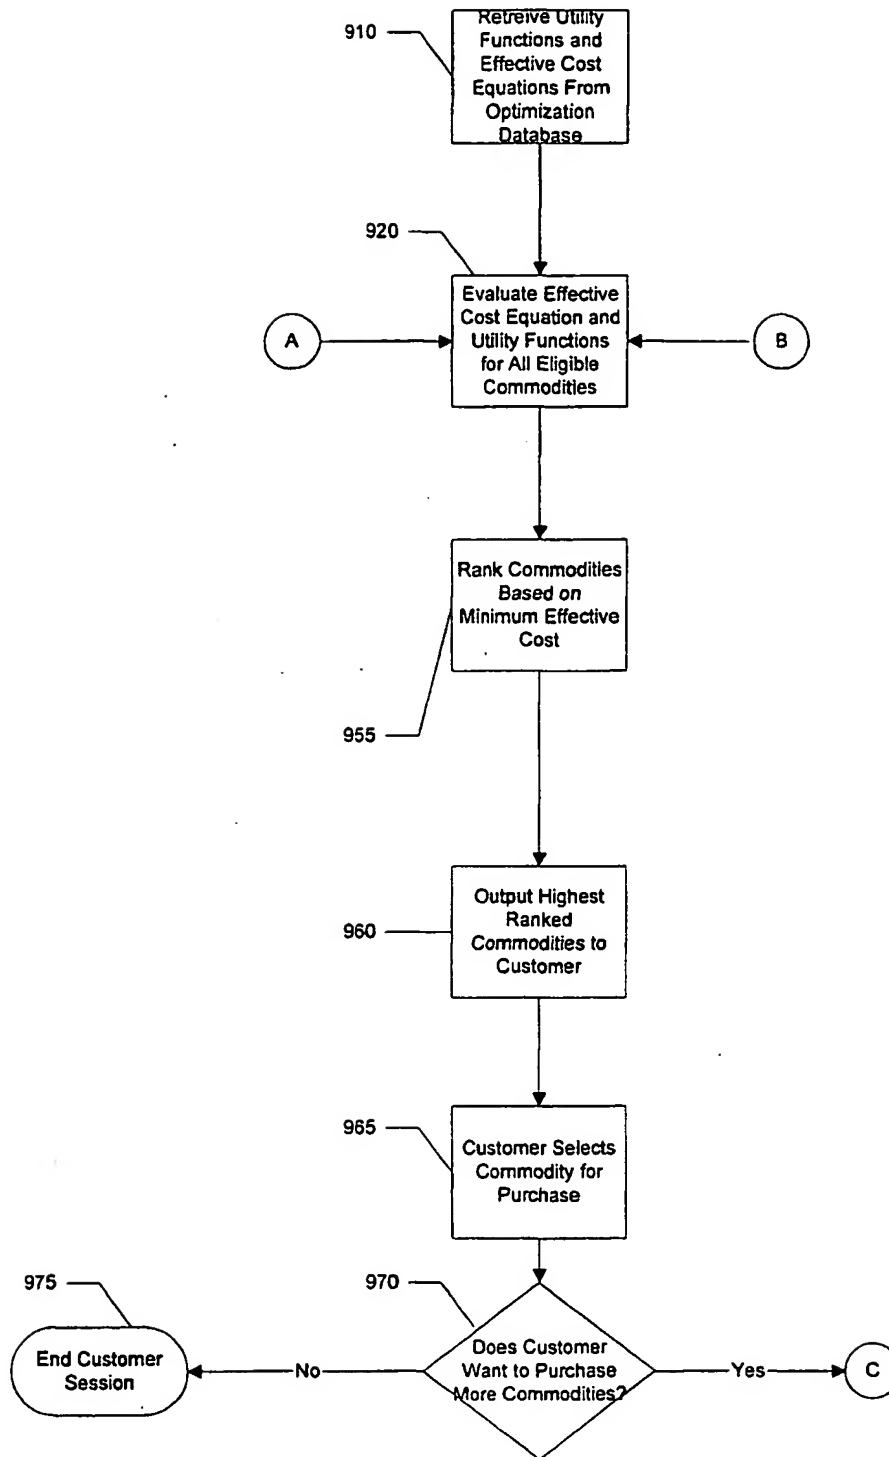 910
Retreive Utility
Functions and
Effective Cost
Equations From
Optimization
Database
920
Evaluate Effective
Cost Equation and
Utility Functions
for All Eligible
Commodities
A
B
Rank Commodities
Based on
Minimum Effective
Cost
955
Output Highest
Ranked
Commodities to
Customer
960
965
Customer Selects
Commodity for
Purchase
975
970
End Customer
Session
No
Does Customer
Want to Purchase
More Commodities?
Yes
C